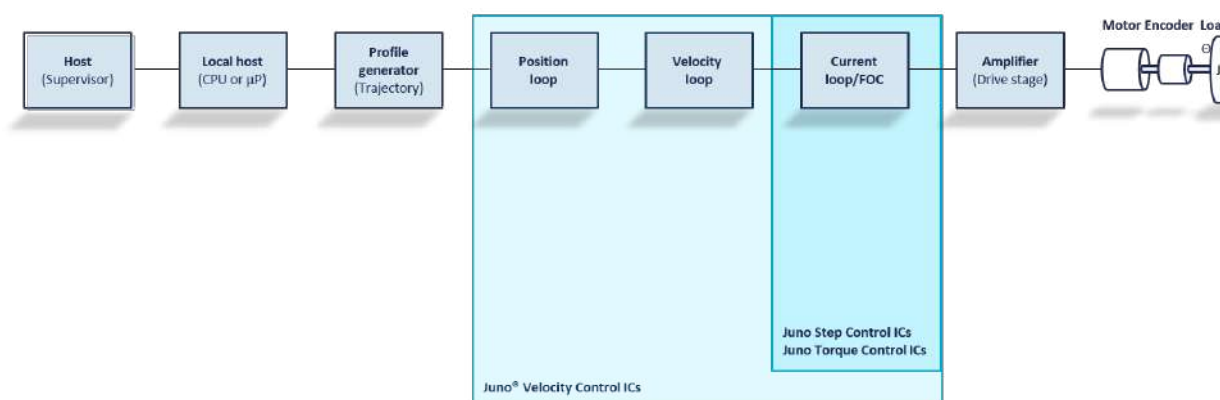 Host
(Supervisor)
Local host
(CPU or µP)
Profile
generator
(Trajectory)
Position
loop
Velocity
loop
Current
loop/FOC
Amplifier
(Drive stage)
Motor Encoder
Juno Step Control ICs
Juno Torque Control ICs
Juno® Velocity Control ICs